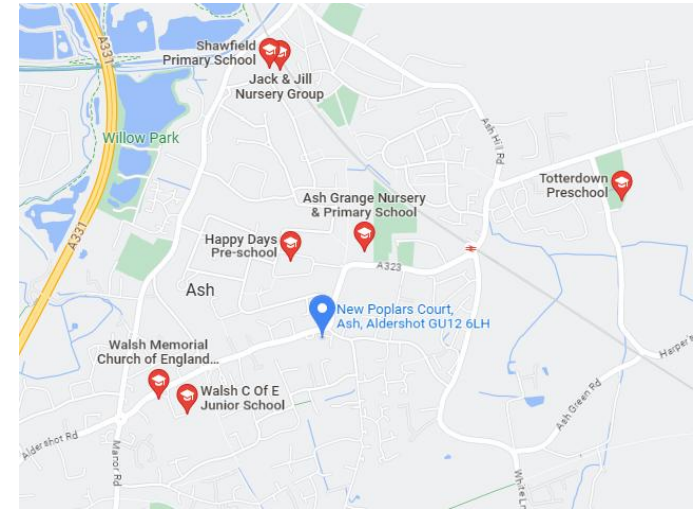 A331
Shawfield
Primary School
Jack & Jill
Nursery Group
Willow Park
Ash Hill Rd
Totterdown
Preschool
Ash Grange Nursery
& Primary School
A331
Happy Days
Pre-school
A323
Ash
New Poplars Court,
Ash, Aldershot GU12 6LH
Walsh Memorial
Church of England...
Harper's
Walsh C Of E
Junior School
Ash Green Rd
Aldershot Rd
Manor Rd
White Ln